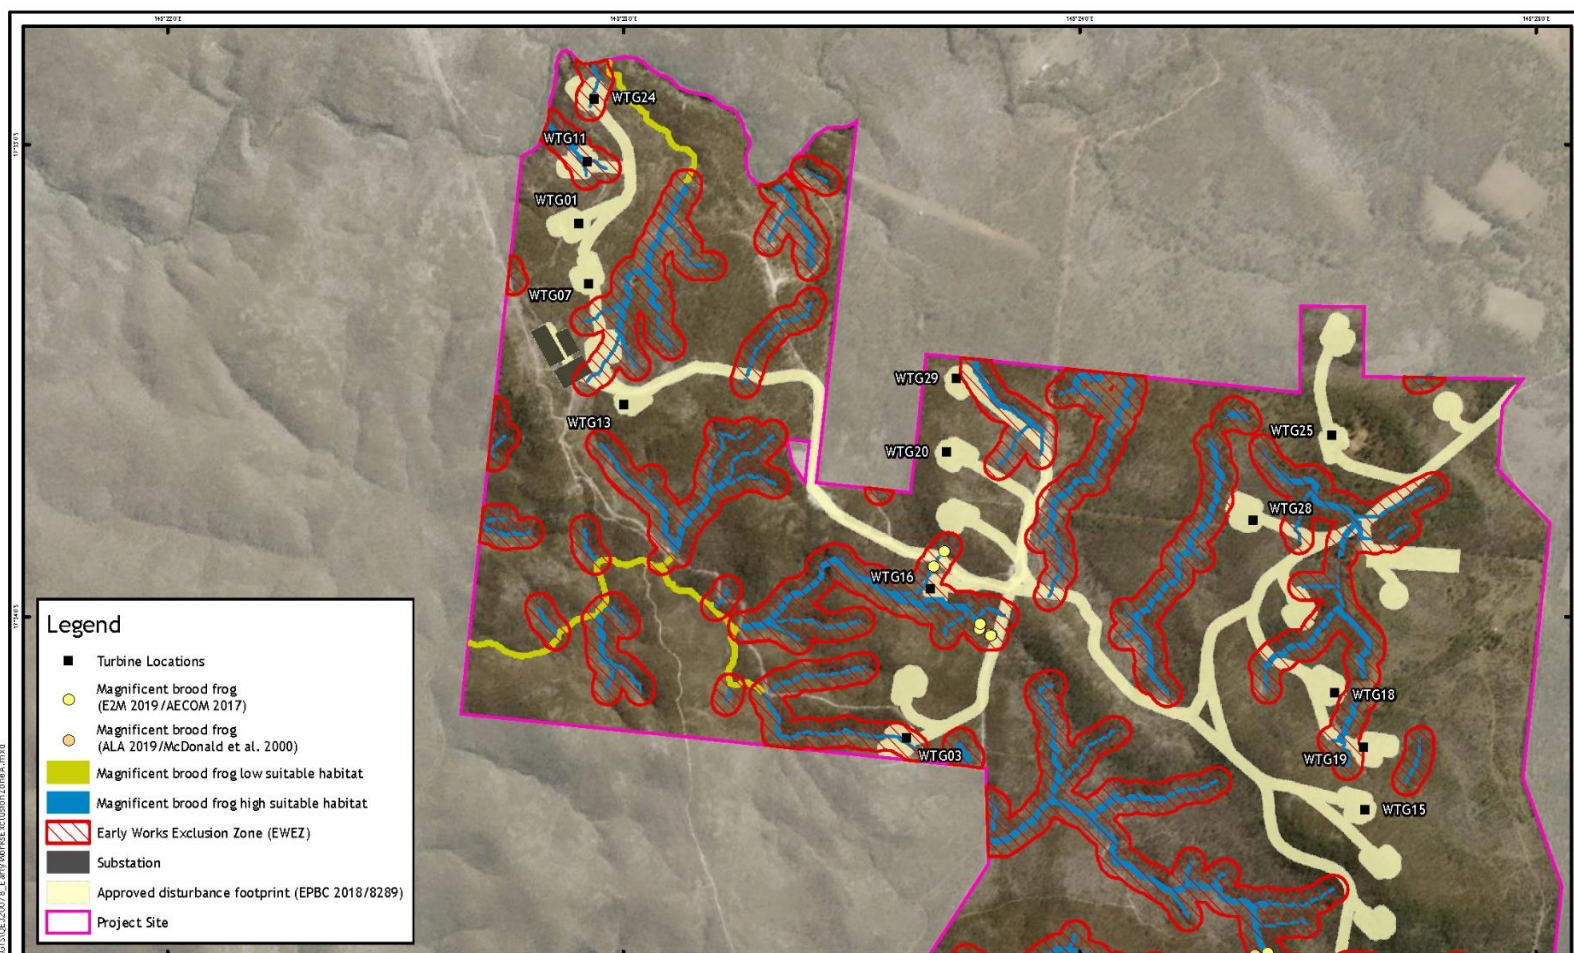 WTG24
WTG11
WTG01
WTG07
WTG13
WTG29
WTG20
WTG25
WTG28
WTG16
WTG18
WTG03
WTG19
WTG15
Legend
Turbine Locations
Magnificent brood frog
(E2M 2019/AECOM 2017)
Magnificent brood frog
(ALA 2019/McDonald et al. 2000)
Magnificent brood frog low suitable habitat
Magnificent brood frog high suitable habitat
Early Works Exclusion Zone (EWEZ)
Substation
Approved disturbance footprint (EPBC 2018/8289)
Project Site